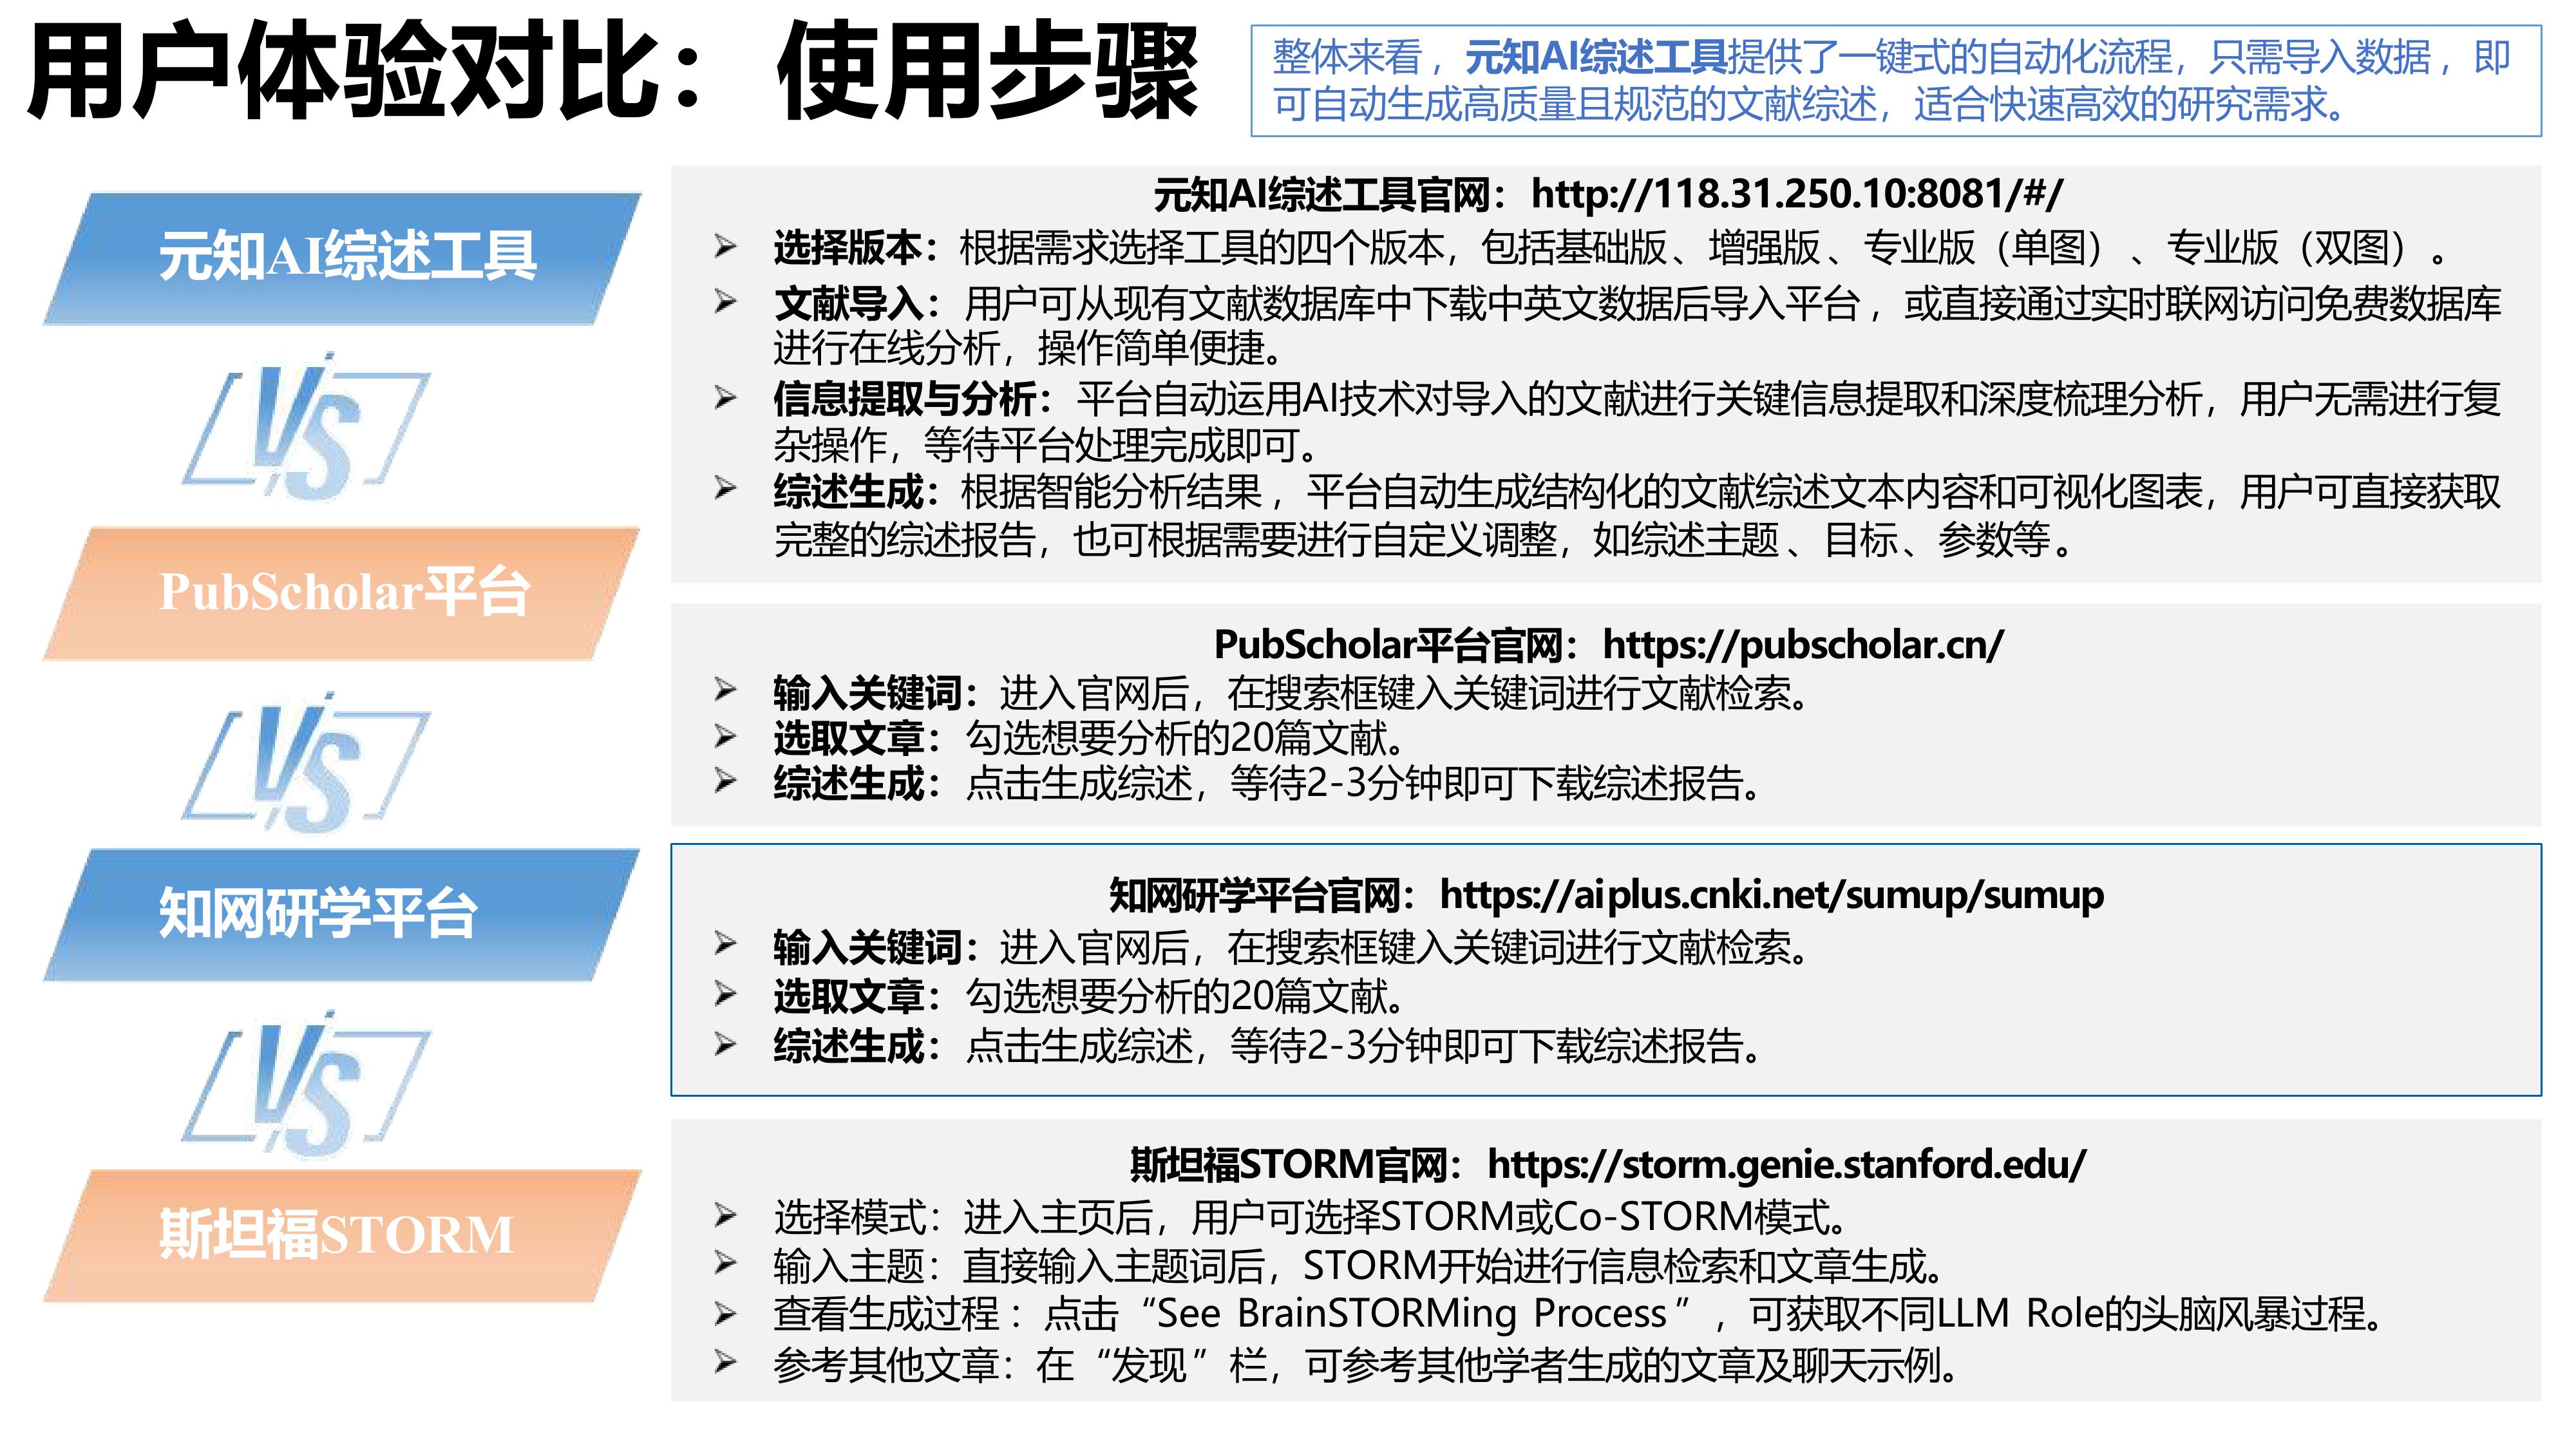 用户体验对比：使用步骤
整体来看，元知AI综述工具提供了一键式的自动化流程，只需导入数据，即
可自动生成高质量且规范的文献综述，适合快速高效的研究需求。
元知AI综述工具
VS
PubScholar平台
VS
知网研学平台
VS
斯坦福STORM
元知AI综述工具官网：http://118.31.250.10:8081/#/
➢ 选择版本：根据需求选择工具的四个版本，包括基础版、增强版、专业版（单图）、专业版（双图）。
➢ 文献导入：用户可从现有文献数据库中下载中英文数据后导入平台，或直接通过实时联网访问免费数据库
进行在线分析，操作简单便捷。
➢ 信息提取与分析：平台自动运用AI技术对导入的文献进行关键信息提取和深度梳理分析，用户无需进行复
杂操作，等待平台处理完成即可。
➢ 综述生成：根据智能分析结果，平台自动生成结构化的文献综述文本内容和可视化图表，用户可直接获取
完整的综述报告，也可根据需要进行自定义调整，如综述主题、目标、参数等。
PubScholar平台官网：https://pubscholar.cn/
➢ 输入关键词：进入官网后，在搜索框键入关键词进行文献检索。
➢ 选取文章：勾选想要分析的20篇文献。
➢ 综述生成：点击生成综述，等待2-3分钟即可下载综述报告。
知网研学平台官网：https://aiplus.cnki.net/sumup/sumup
➢ 输入关键词：进入官网后，在搜索框键入关键词进行文献检索。
➢ 选取文章：勾选想要分析的20篇文献。
➢ 综述生成：点击生成综述，等待2-3分钟即可下载综述报告。
斯坦福STORM官网：https://storm.genie.stanford.edu/
➢ 选择模式：进入主页后，用户可选择STORM或Co-STORM模式。
➢ 输入主题：直接输入主题词后，STORM开始进行信息检索和文章生成。
➢ 查看生成过程：点击“See BrainSTORMing Process”，可获取不同LLM Role的头脑风暴过程。
➢ 参考其他文章：在“发现”栏，可参考其他学者生成的文章及聊天示例。